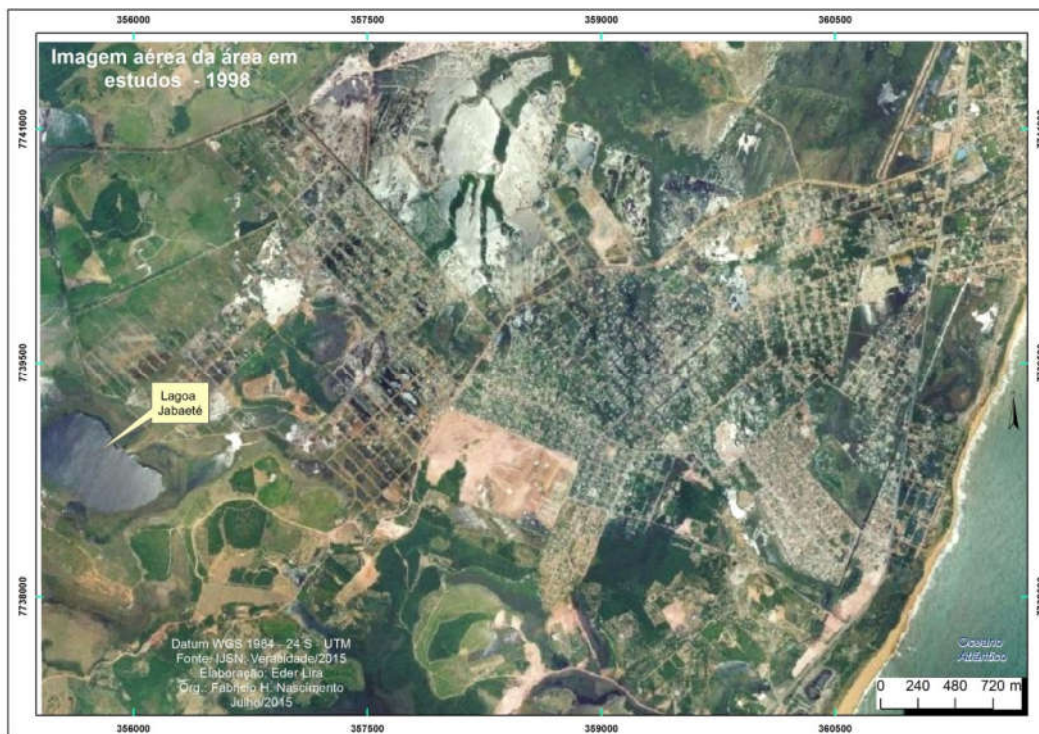 356000 357500 359000 360500
Imagem aérea da área em
estudos - 1998
7741000
7739500
7738000
Lagoa
Jabaeté
Datum WGS 1984 - 24 S - UTM
Fonte: IJSN: Veracidade/2015
Elaboração: Eder Lira
Org.: Fabricio H. Nascimento
Julho/2015
Oceano
Atlântico
0 240 480 720 m
356000 357500 359000 360500